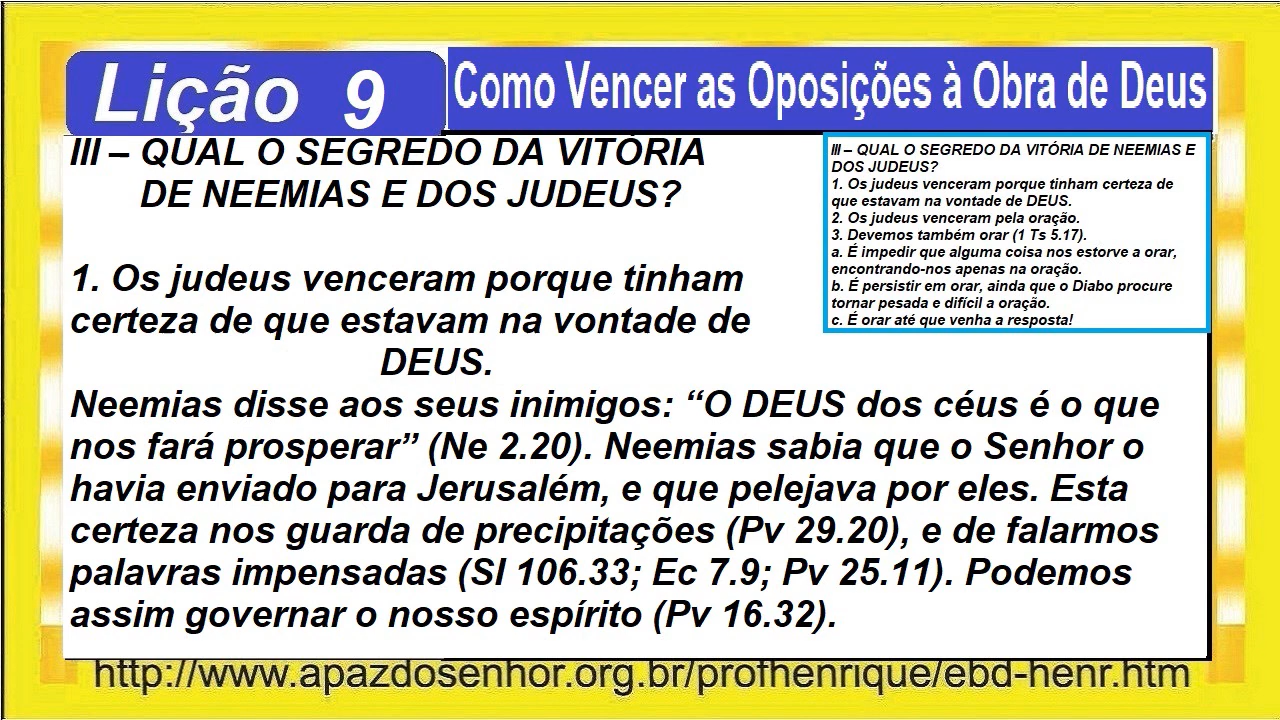 Lição 9
Como Vencer as Oposições à Obra de Deus
III – QUAL O SEGREDO DA VITÓRIA
DE NEEMIAS E DOS JUDEUS?
1. Os judeus venceram porque tinham
certeza de que estavam na vontade de
DEUS.
Neemias disse aos seus inimigos: “O DEUS dos céus é o que
nos fará prosperar” (Ne 2.20). Neemias sabia que o Senhor o
havia enviado para Jerusalém, e que pelejava por eles. Esta
certeza nos guarda de precipitações (Pv 29.20), e de falarmos
palavras impensadas (Sl 106.33; Ec 7.9; Pv 25.11). Podemos
assim governar o nosso espírito (Pv 16.32).
III – QUAL O SEGREDO DA VITÓRIA DE NEEMIAS E
DOS JUDEUS?
1. Os judeus venceram porque tinham certeza de
que estavam na vontade de DEUS.
2. Os judeus venceram pela oração.
3. Devemos também orar (1 Ts 5.17).
a. É impedir que alguma coisa nos estorve a orar,
encontrando-nos apenas na oração.
b. É persistir em orar, ainda que o Diabo procure
tornar pesada e difícil a oração.
c. É orar até que venha a resposta!
http://www.apazdosenhor.org.br/profhenrique/ebd-henr.htm